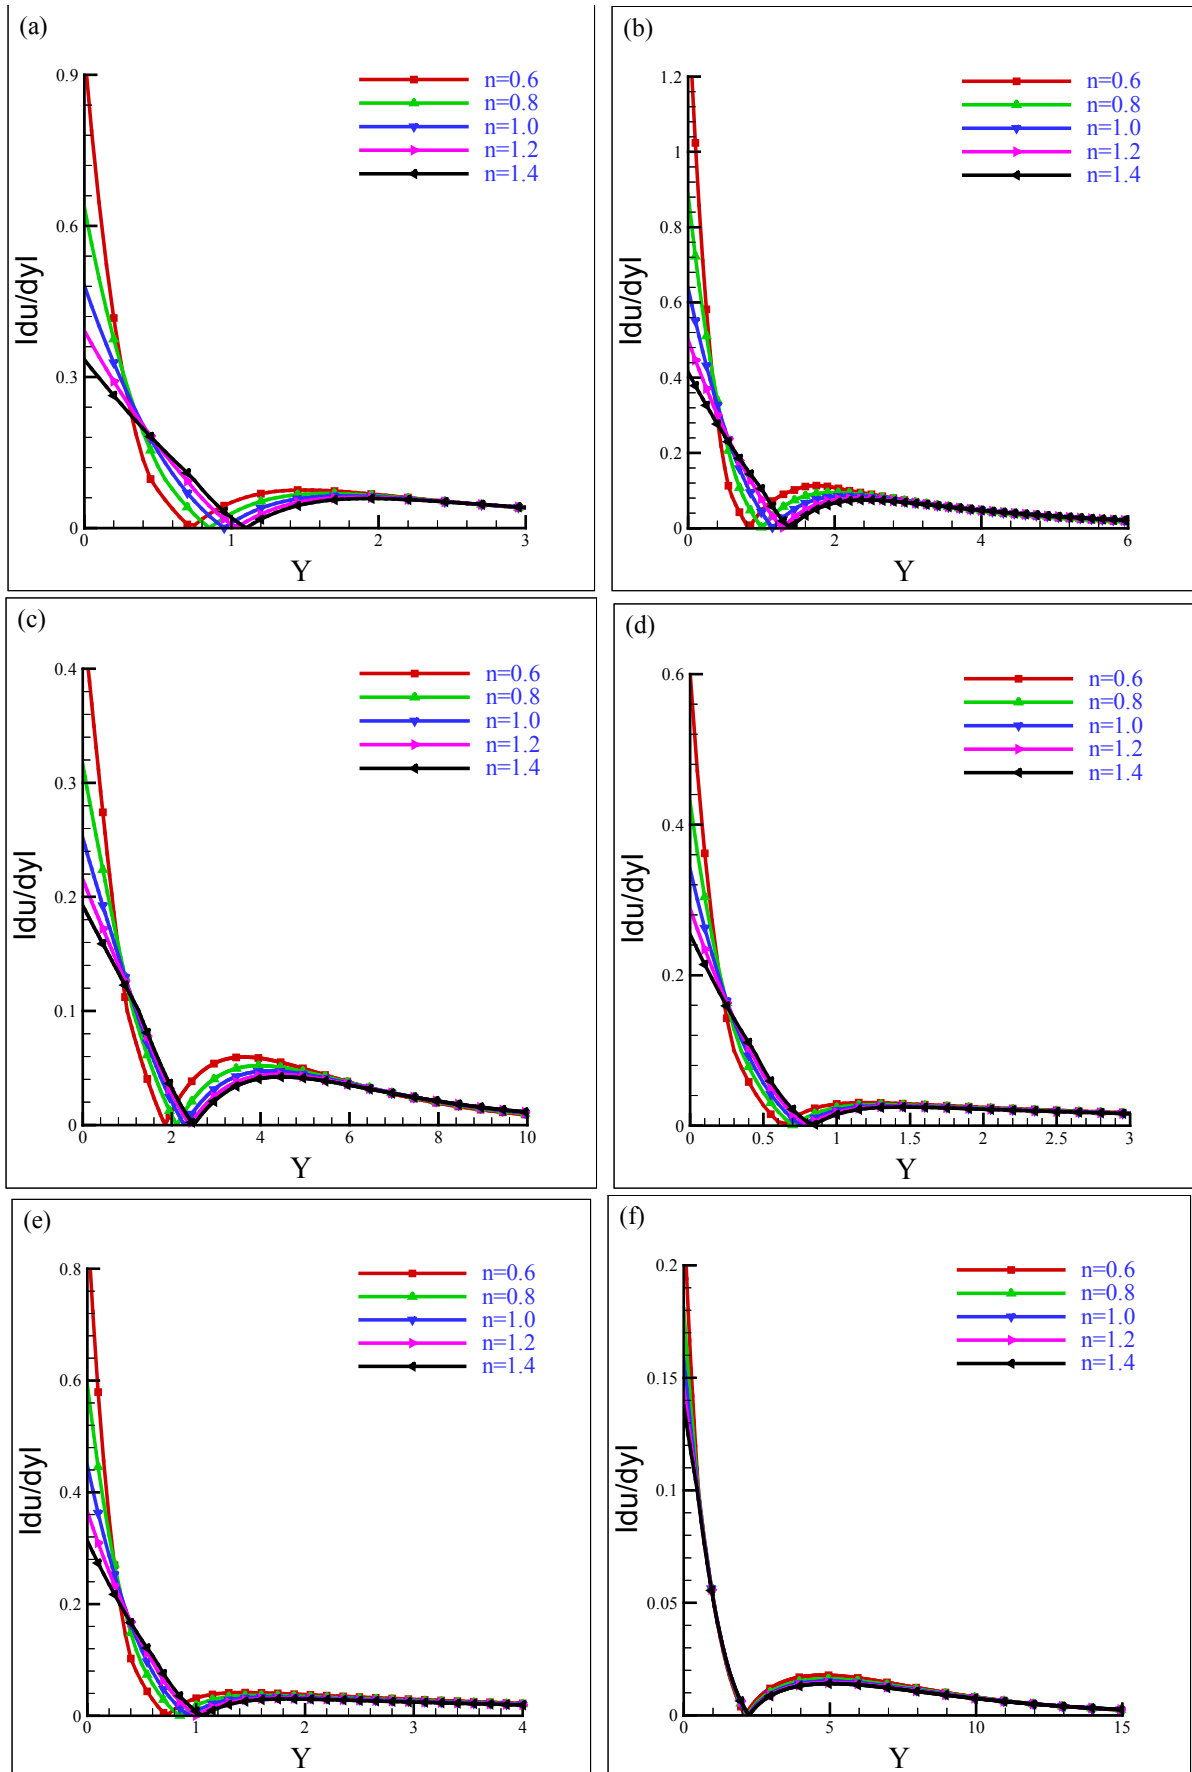 (a)
0.9
0.6
0.3
0
0 1 2 3
|du/dy|
Y
n=0.6
n=0.8
n=1.0
n=1.2
n=1.4
(b)
1.2
1
0.8
0.6
0.4
0.2
0
0 2 4 6
|du/dy|
Y
n=0.6
n=0.8
n=1.0
n=1.2
n=1.4
(c)
0.4
0.3
0.2
0.1
0
0 2 4 6 8 10
|du/dy|
Y
n=0.6
n=0.8
n=1.0
n=1.2
n=1.4
(d)
0.6
0.4
0.2
0
0 0.5 1 1.5 2 2.5 3
|du/dy|
Y
n=0.6
n=0.8
n=1.0
n=1.2
n=1.4
(e)
0.8
0.6
0.4
0.2
0
0 1 2 3 4
|du/dy|
Y
n=0.6
n=0.8
n=1.0
n=1.2
n=1.4
(f)
0.2
0.15
0.1
0.05
0
0 5 10 15
|du/dy|
Y
n=0.6
n=0.8
n=1.0
n=1.2
n=1.4